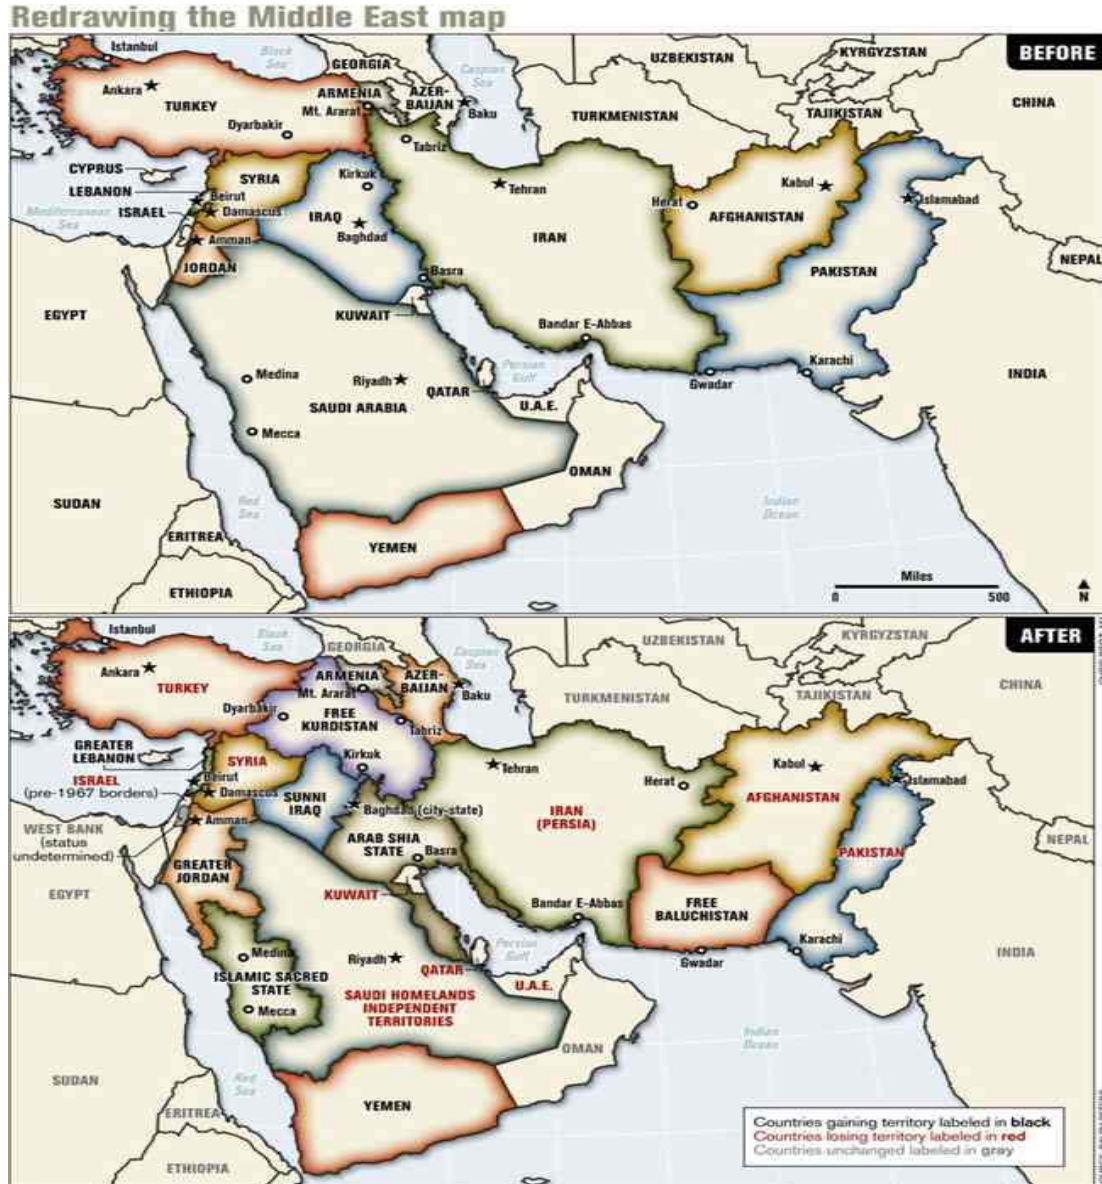 Redrawing the Middle East map
BEFORE
Istanbul
Black
Sea
GEORGIA
Caspian
Sea
UZBEKISTAN
KYRGYZSTAN
Ankara
TURKEY
ARMENIA
Mt. Ararat
AZER-
BAIJAN
Baku
TURKMENISTAN
TAJIKISTAN
CHINA
Dyarbakir
Tabriz
CYPRUS
LEBANON
SYRIA
Kirkuk
Tehran
Kabul
Beirut
Herat
Islamabad
Mediterranean
Sea
ISRAEL
Damascus
IRAQ
Baghdad
AFGHANISTAN
Amman
IRAN
JORDAN
Basra
PAKISTAN
NEPAL
EGYPT
KUWAIT
Bandar E-Abbas
Persian
Gulf
Karachi
Medina
Riyadh
QATAR
Gwadar
INDIA
SAUDI ARABIA
U.A.E.
Mecca
OMAN
SUDAN
Red
Sea
Indian
Ocean
ERITREA
YEMEN
ETHIOPIA
Miles
0
500
N
AFTER
Istanbul
Black
Sea
GEORGIA
Caspian
Sea
UZBEKISTAN
KYRGYZSTAN
Ankara
TURKEY
ARMENIA
Mt. Ararat
AZER-
BAIJAN
Baku
TURKMENISTAN
TAJIKISTAN
CHINA
Dyarbakir
FREE
KURDISTAN
Tabriz
GREATER
LEBANON
SYRIA
Kirkuk
Tehran
Kabul
ISRAEL
(pre-1967 borders)
Beirut
Damascus
SUNNI
IRAQ
Baghdad (city-state)
Herat
Islamabad
IRAN
(PERSIA)
AFGHANISTAN
WEST BANK
(status
undetermined)
Amman
ARAB SHIA
STATE
Basra
PAKISTAN
NEPAL
GREATER
JORDAN
EGYPT
KUWAIT
Bandar E-Abbas
FREE
BALUCHISTAN
Karachi
Medina
Riyadh
Persian
Gulf
Gwadar
INDIA
ISLAMIC SACRED
STATE
QATAR
U.A.E.
Mecca
SAUDI HOMELANDS
INDEPENDENT
TERRITORIES
OMAN
Indian
Ocean
SUDAN
Red
Sea
ERITREA
YEMEN
ETHIOPIA
Countries gaining territory labeled in black
Countries losing territory labeled in red
Countries unchanged labeled in gray